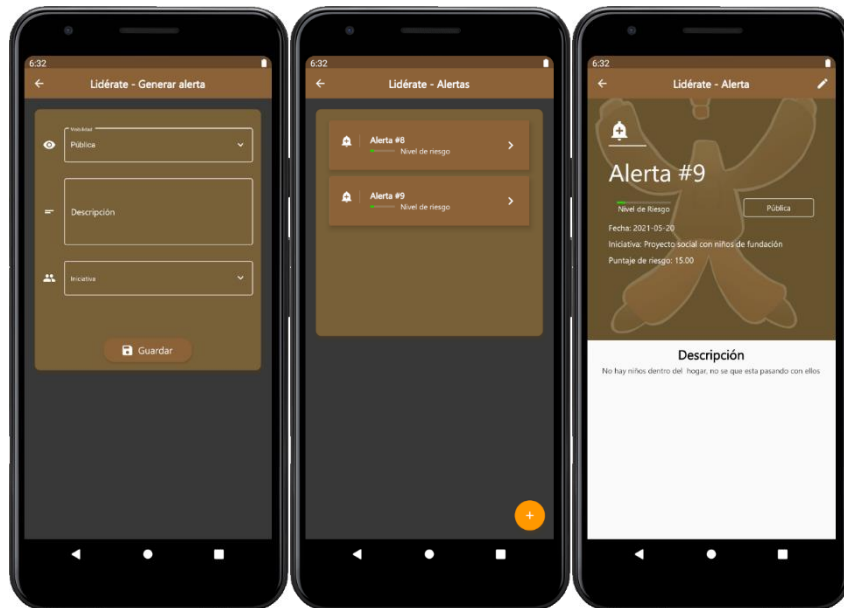 6:32
Lidérate - Generar alerta
Visibilidad
Pública
Descripción
Iniciativa
Guardar
6:32
Lidérate - Alertas
Alerta #8
Nivel de riesgo
Alerta #9
Nivel de riesgo
6:32
Lidérate - Alerta
Alerta #9
Nivel de Riesgo
Pública
Fecha: 2021-05-20
Iniciativa: Proyecto social con niños de fundación
Puntaje de riesgo: 15.00
Descripción
No hay niños dentro del hogar, no se que esta pasando con ellos